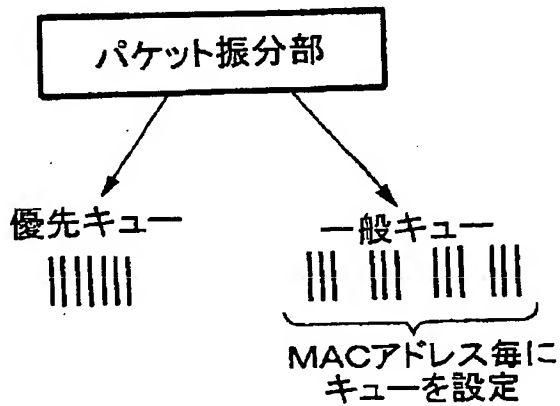 パケット振分部
優先キュー
一般キュー
MACアドレス毎に
キューを設定